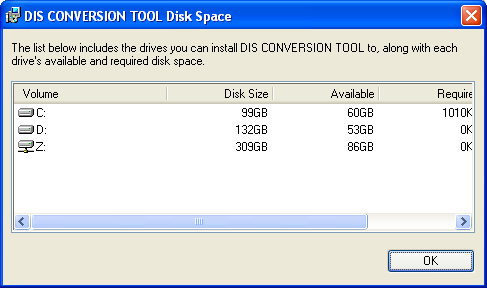 DIS CONVERSION TOOL Disk Space
The list below includes the drives you can install DIS CONVERSION TOOL to, along with each
drive's available and required disk space.
Volume Disk Size Available Require
C: 99GB 60GB 1010K
D: 132GB 53GB 0K
Z: 309GB 86GB 0K
OK